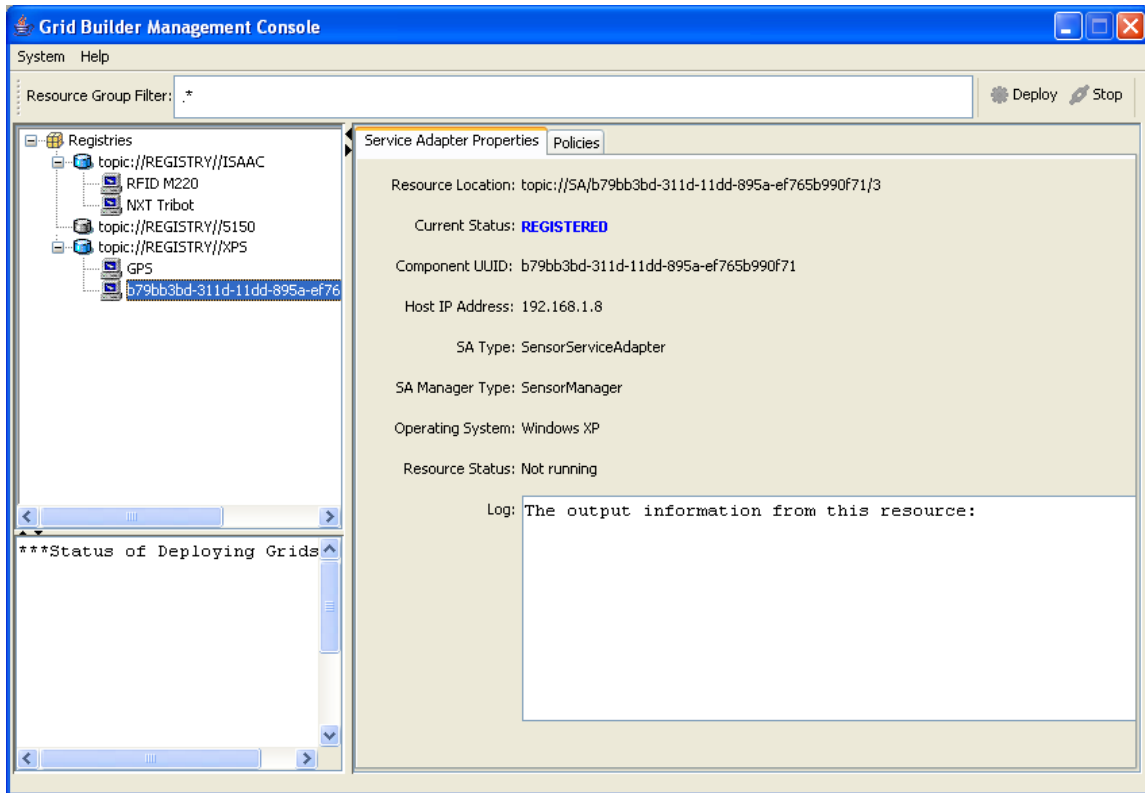 Grid Builder Management Console
System Help
Resource Group Filter: .*
Deploy Stop
Registries
topic://REGISTRY//ISAAC
RFID M220
NXT Tribot
topic://REGISTRY//5150
topic://REGISTRY//XPS
GPS
b79bb3bd-311d-11dd-895a-ef76
***Status of Deploying Grids
Service Adapter Properties Policies
Resource Location: topic://SA/b79bb3bd-311d-11dd-895a-ef765b990f71/3
Current Status: REGISTERED
Component UUID: b79bb3bd-311d-11dd-895a-ef765b990f71
Host IP Address: 192.168.1.8
SA Type: SensorServiceAdapter
SA Manager Type: SensorManager
Operating System: Windows XP
Resource Status: Not running
Log: The output information from this resource: